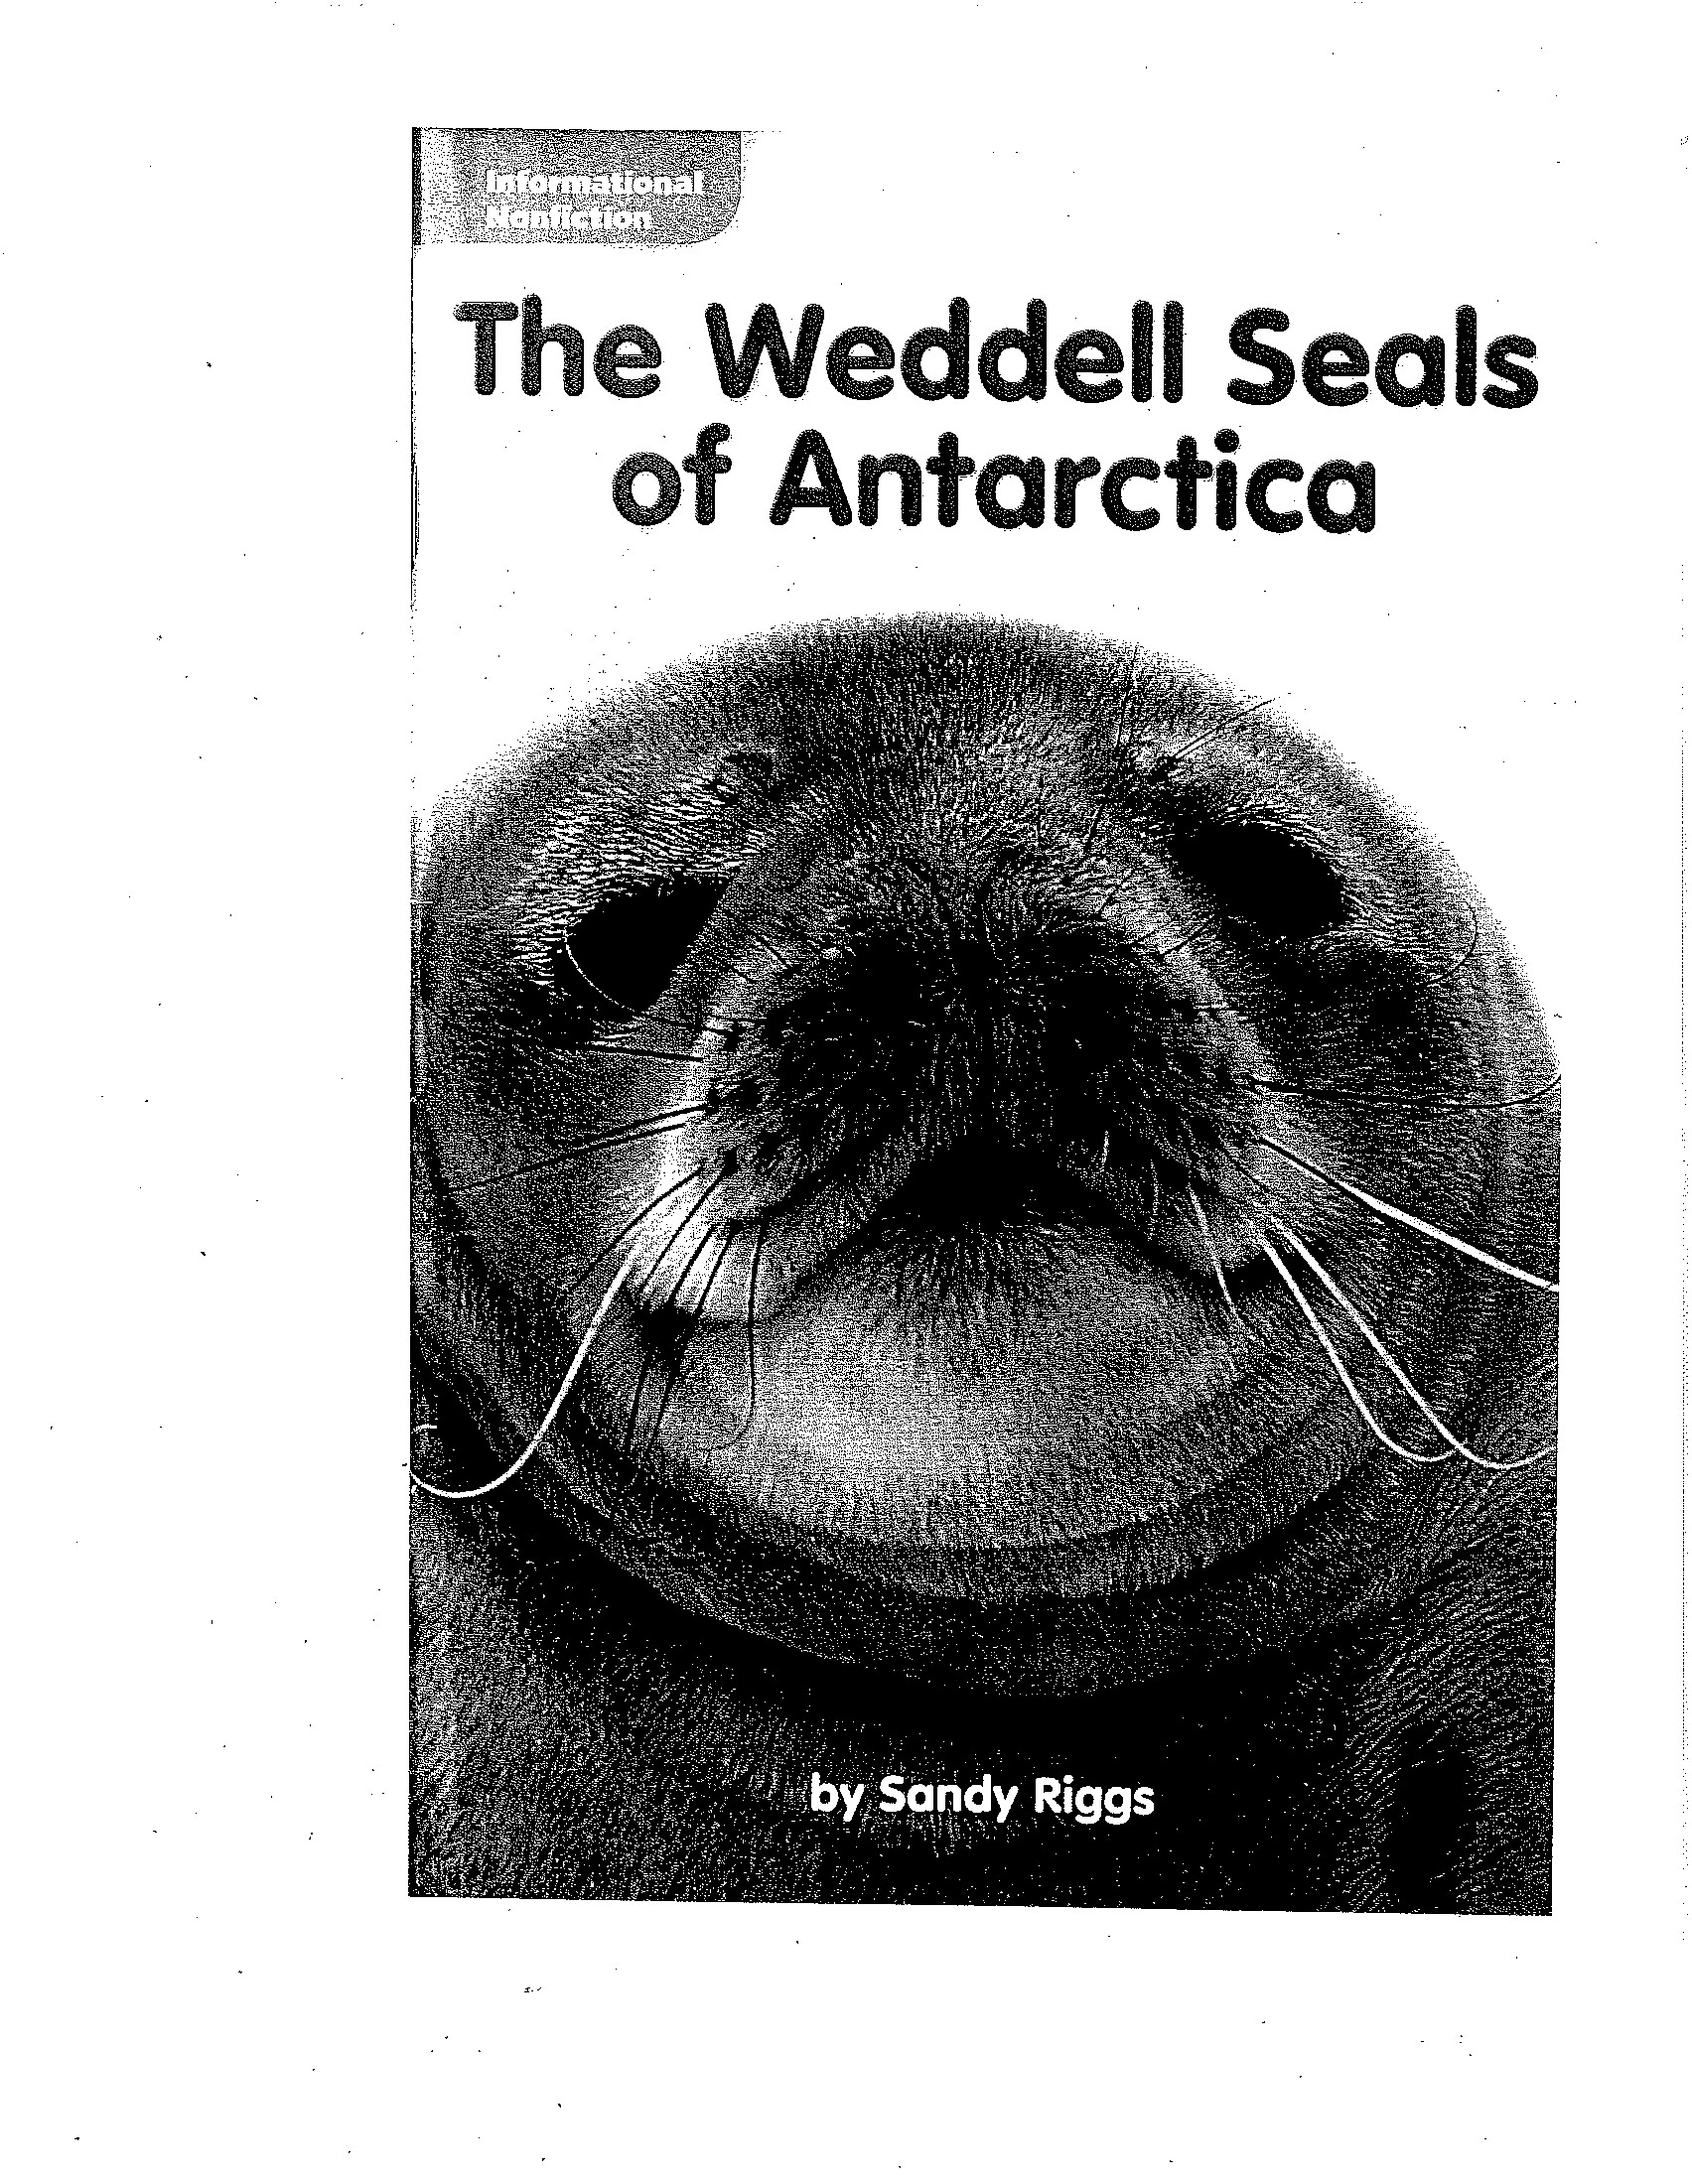 Informational
Nonfiction
The Weddell Seals
of Antarctica
by Sandy Riggs